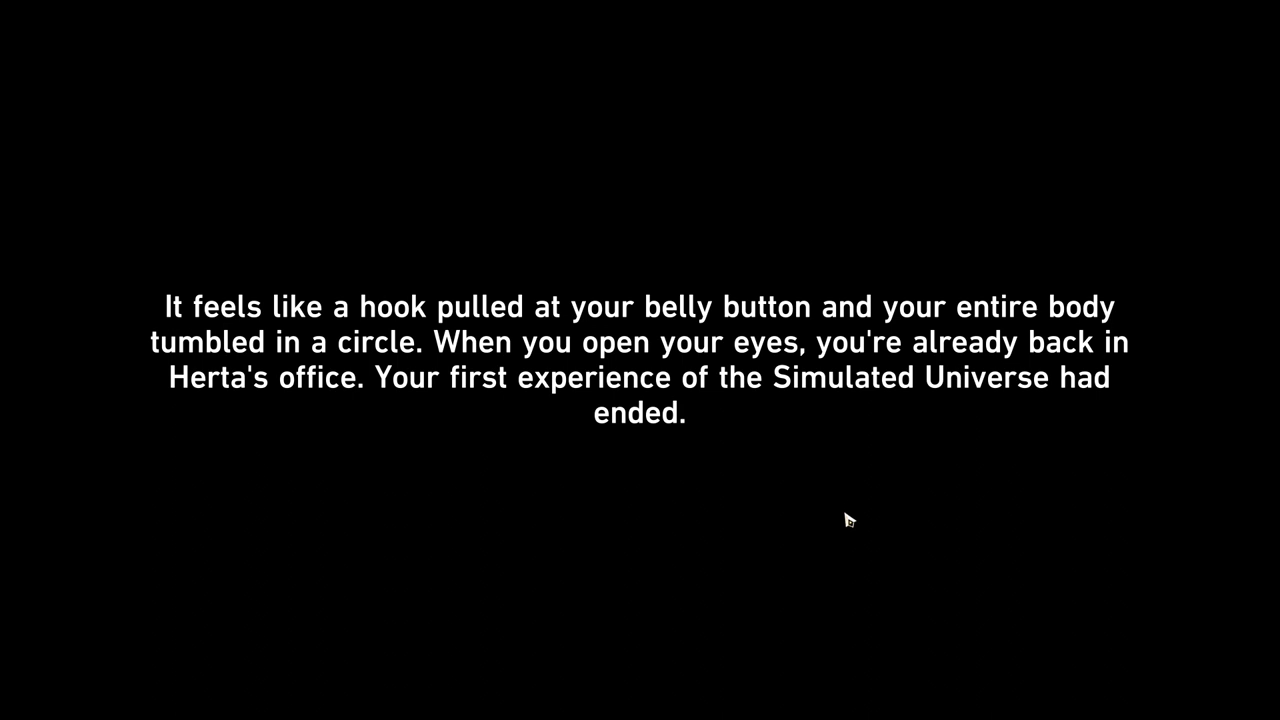 It feels like a hook pulled at your belly button and your entire body
tumbled in a circle. When you open your eyes, you're already back in
Herta's office. Your first experience of the Simulated Universe had
ended.